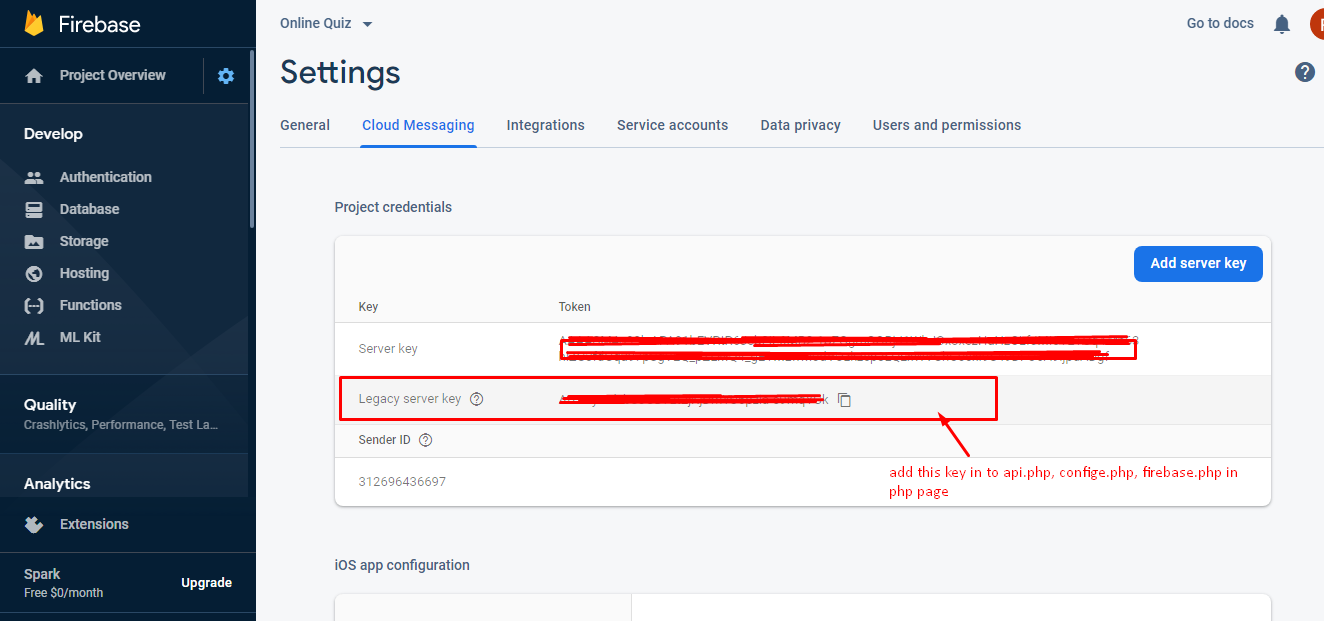 Firebase
Online Quiz
Go to docs
Project Overview
Settings
General Cloud Messaging Integrations Service accounts Data privacy Users and permissions
Develop
Authentication
Database
Storage
Hosting
Functions
ML Kit
Quality
Crashlytics, Performance, Test La...
Analytics
Extensions
Spark
Free $0/month
Upgrade
Project credentials
Add server key
Key Token
Server key
Legacy server key
Sender ID
312696436697
add this key in to api.php, confige.php, firebase.php in
php page
iOS app configuration